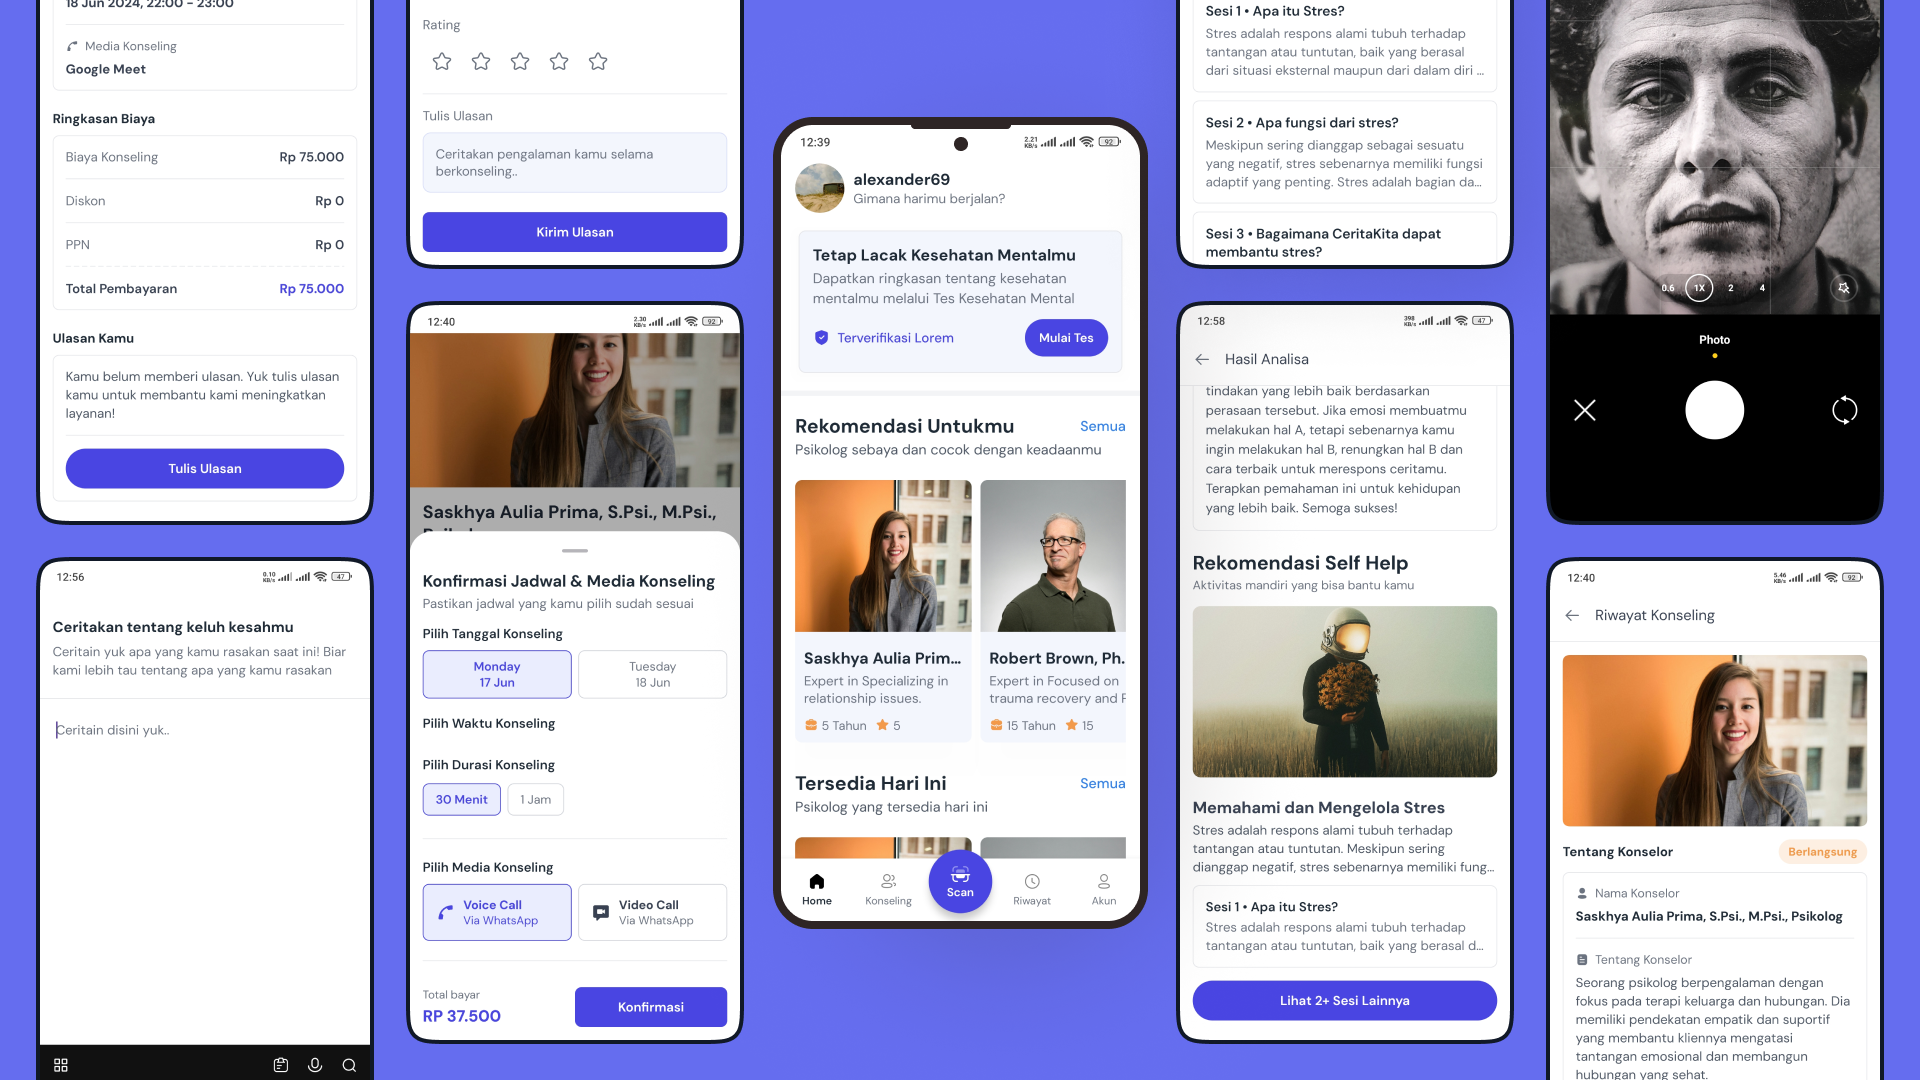 18 Jun 2024, 22:00 - 23:00
Media Konseling
Google Meet
Ringkasan Biaya
Biaya Konseling Rp 75.000
Diskon Rp 0
PPN Rp 0
Total Pembayaran Rp 75.000
Ulasan Kamu
Kamu belum memberi ulasan. Yuk tulis ulasan
kamu untuk membantu kami meningkatkan
layanan!
Tulis Ulasan
12:56 0.10 KB/s 47
Ceritakan tentang keluh kesahmu
Ceritain yuk apa yang kamu rasakan saat ini! Biar
kami lebih tau tentang apa yang kamu rasakan
Ceritain disini yuk..
Rating
Tulis Ulasan
Ceritakan pengalaman kamu selama
berkonseling..
Kirim Ulasan
12:40 2.30 KB/s 92
Saskhya Aulia Prima, S.Psi., M.Psi.,
Konfirmasi Jadwal & Media Konseling
Pastikan jadwal yang kamu pilih sudah sesuai
Pilih Tanggal Konseling
Monday Tuesday
17 Jun 18 Jun
Pilih Waktu Konseling
Pilih Durasi Konseling
30 Menit 1 Jam
Pilih Media Konseling
Voice Call Video Call
Via WhatsApp Via WhatsApp
Total bayar
RP 37.500 Konfirmasi
12:39 2.21 KB/s 92
alexander69
Gimana harimu berjalan?
Tetap Lacak Kesehatan Mentalmu
Dapatkan ringkasan tentang kesehatan
mentalmu melalui Tes Kesehatan Mental
Terverifikasi Lorem Mulai Tes
Rekomendasi Untukmu Semua
Psikolog sebaya dan cocok dengan keadaanmu
Saskhya Aulia Prim... Robert Brown, Ph.
Expert in Specializing in Expert in Focused on
relationship issues. trauma recovery and
5 Tahun 5 15 Tahun 15
Tersedia Hari Ini Semua
Psikolog yang tersedia hari ini
Scan
Home Konseling Riwayat Akun
Sesi 1 • Apa itu Stres?
Stres adalah respons alami tubuh terhadap
tantangan atau tuntutan, baik yang berasal
dari situasi eksternal maupun dari dalam diri ...
Sesi 2 • Apa fungsi dari stres?
Meskipun sering dianggap sebagai sesuatu
yang negatif, stres sebenarnya memiliki fungsi
adaptif yang penting. Stres adalah bagian da...
Sesi 3 • Bagaimana CeritaKita dapat
membantu stres?
12:58 398 KB/s 47
Hasil Analisa
tindakan yang lebih baik berdasarkan
perasaan tersebut. Jika emosi membuatmu
melakukan hal A, tetapi sebenarnya kamu
ingin melakukan hal B, renungkan hal B dan
cara terbaik untuk merespons ceritamu.
Terapkan pemahaman ini untuk kehidupan
yang lebih baik. Semoga sukses!
Rekomendasi Self Help
Aktivitas mandiri yang bisa bantu kamu
Memahami dan Mengelola Stres
Stres adalah respons alami tubuh terhadap
tantangan atau tuntutan. Meskipun sering
dianggap negatif, stres sebenarnya memiliki fung...
Sesi 1 • Apa itu Stres?
Stres adalah respons alami tubuh terhadap
tantangan atau tuntutan, baik yang berasal d...
Lihat 2+ Sesi Lainnya
0.6 1X 2 4
Photo
12:40 5.46 KB/s 92
Riwayat Konseling
Tentang Konselor Berlangsung
Nama Konselor
Saskhya Aulia Prima, S.Psi., M.Psi., Psikolog
Tentang Konselor
Seorang psikolog berpengalaman dengan
fokus pada terapi keluarga dan hubungan. Dia
memiliki pendekatan empatik dan suportif
yang membantu kliennya mengatasi
tantangan emosional dan membangun
hubungan yang sehat.